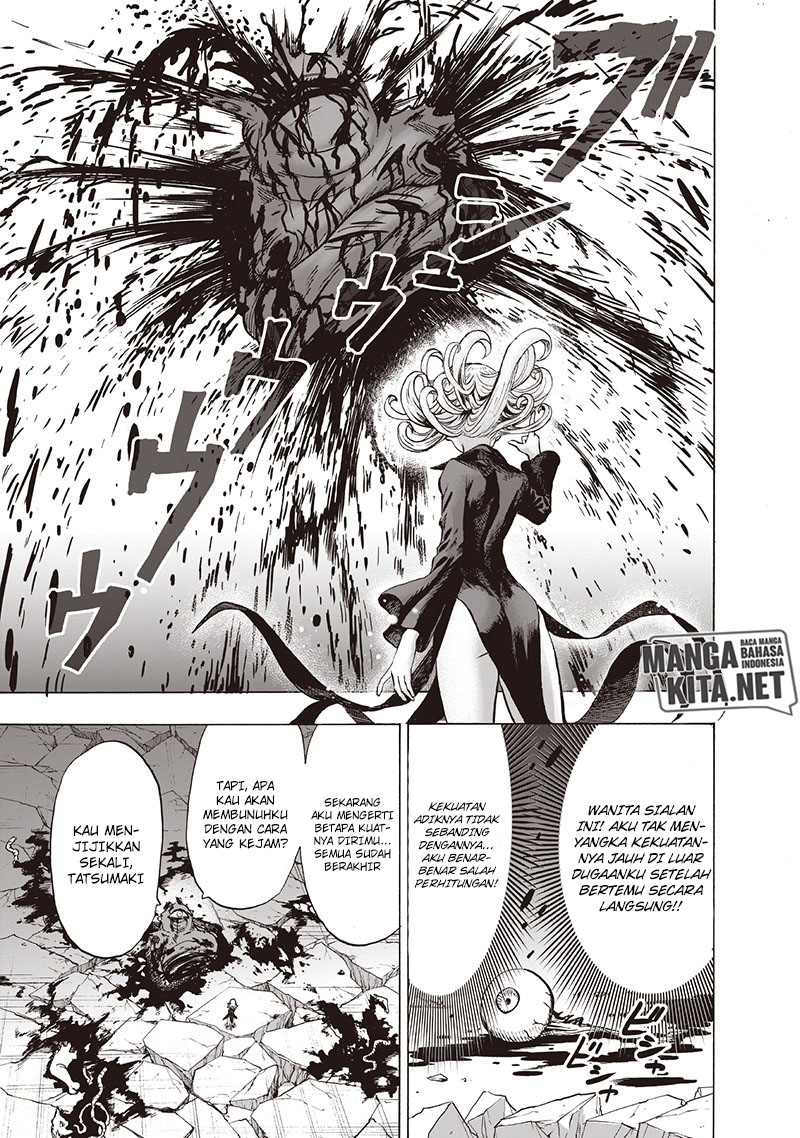 ブシュウウウウ
MANGA
KITA.NET
BACA MANGA
BAHASA
INDONESIA
WANITA SIALAN
INI! AKU TAK MEN-
YANGKA KEKUATAN-
NYA JAUH DI LUAR
DUGAANKU SETELAH
BERTEMU SECARA
LANGSUNG!!
KEKUATAN
ADIKNYA TIDAK
SEBANDING
DENGANNYA...
AKU BENAR-
BENAR SALAH
PERHITUNGAN!
ビシャ
ビシャ
SEKARANG
AKU MENGERTI
BETAPA KUAT-
NYA DIRIMU...
SEMUA SUDAH
BERAKHIR
TAPI, APA
KAU AKAN
MEMBUNUHKU
DENGAN CARA
YANG KEJAM?
KAU MEN-
JIJIKKAN
SEKALI,
TATSUMAKI